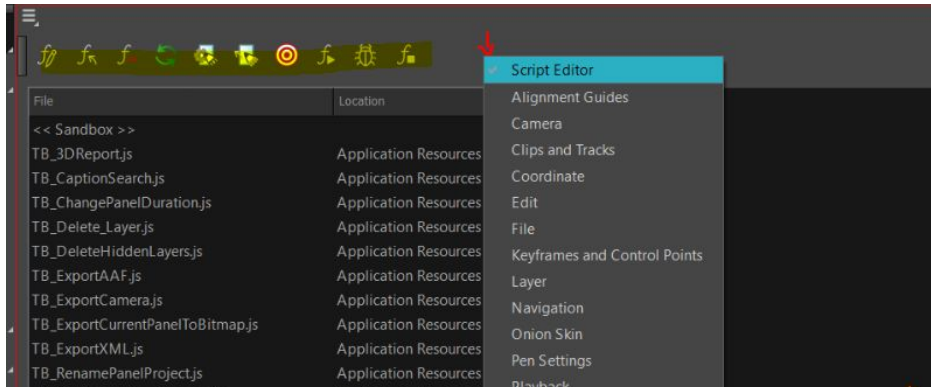 File Location
<< Sandbox >>
TB_3DReport.js Application Resources
TB_CaptionSearch.js Application Resources
TB_ChangePanelDuration.js Application Resources
TB_Delete_Layer.js Application Resources
TB_DeleteHiddenLayers.js Application Resources
TB_ExportAAF.js Application Resources
TB_ExportCamera.js Application Resources
TB_ExportCurrentPanelToBitmap.js Application Resources
TB_ExportXML.js Application Resources
TB_RenamePanelProject.js Application Resources
Script Editor
Alignment Guides
Camera
Clips and Tracks
Coordinate
Edit
File
Keyframes and Control Points
Layer
Navigation
Onion Skin
Pen Settings
Playback